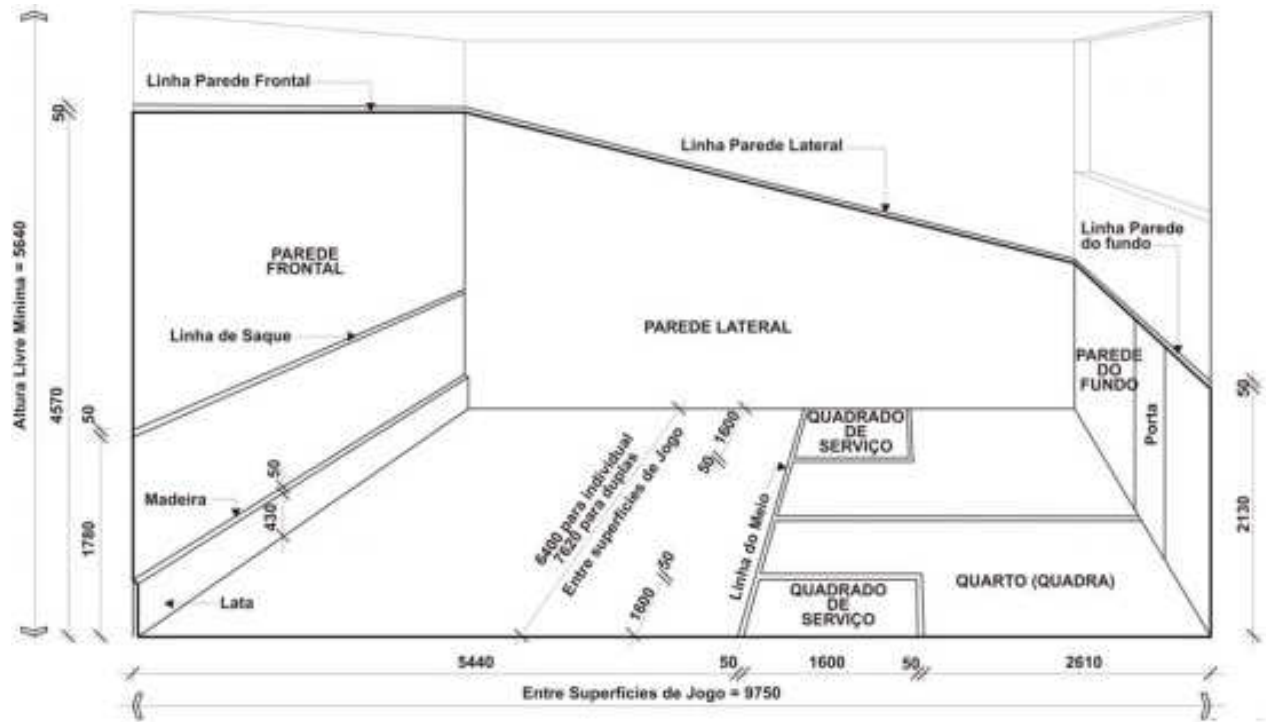 Linha Parede Frontal
50
Linha Parede Lateral
Altura Livre Mínima = 5640
Linha Parede
do fundo
PAREDE
FRONTAL
Linha de Saque
PAREDE LATERAL
PAREDE
DO
FUNDO
4570
50
50
Porta
QUADRADO
DE
SERVIÇO
50
1600
6400 para individual
7620 para duplas
Entre superfícies de Jogo
Madeira
50
430
1780
Linha do Meio
2130
1600
50
QUARTO (QUADRA)
QUADRADO
DE
SERVIÇO
Lata
5440
50
1600
50
2610
Entre Superfícies de Jogo = 9750